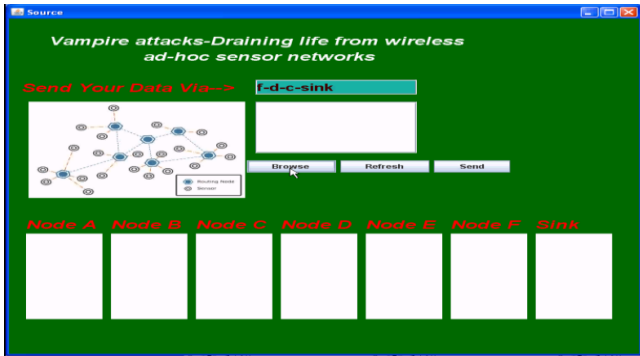 Source
Vampire attacks-Draining life from wireless
ad-hoc sensor networks
Send Your Data Via-->
f-d-c-sink
Routing Node
Sensor
Browse
Refresh
Send
Node A
Node B
Node C
Node D
Node E
Node F
Sink